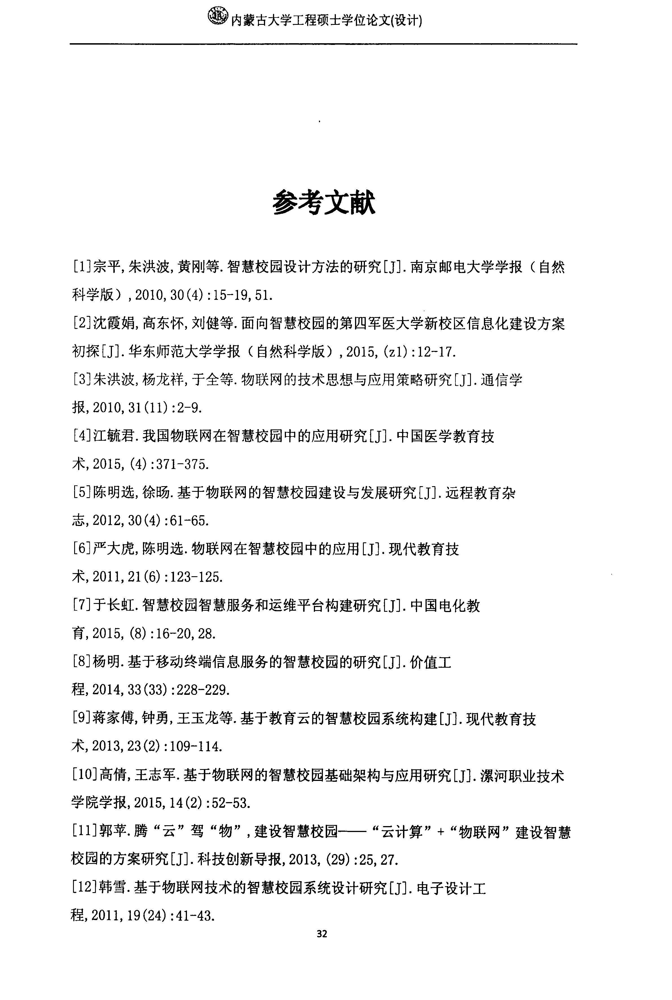 内蒙古大学工程硕士学位论文(设计)
参考文献
[1]宗平,朱洪波,黄刚等.智慧校园设计方法的研究[J].南京邮电大学学报（自然
科学版）,2010,30(4):15-19,51.
[2]沈霞娟,高东怀,刘健等.面向智慧校园的第四军医大学新校区信息化建设方案
初探[J].华东师范大学学报（自然科学版）,2015,(z1):12-17.
[3]朱洪波,杨龙祥,于全等.物联网的技术思想与应用策略研究[J].通信学
报,2010,31(11):2-9.
[4]江毓君.我国物联网在智慧校园中的应用研究[J].中国医学教育技
术,2015,(4):371-375.
[5]陈明选,徐旸.基于物联网的智慧校园建设与发展研究[J].远程教育杂
志,2012,30(4):61-65.
[6]严大虎,陈明选.物联网在智慧校园中的应用[J].现代教育技
术,2011,21(6):123-125.
[7]于长虹.智慧校园智慧服务和运维平台构建研究[J].中国电化教
育,2015,(8):16-20,28.
[8]杨明.基于移动终端信息服务的智慧校园的研究[J].价值工
程,2014,33(33):228-229.
[9]蒋家傅,钟勇,王玉龙等.基于教育云的智慧校园系统构建[J].现代教育技
术,2013,23(2):109-114.
[10]高倩,王志军.基于物联网的智慧校园基础架构与应用研究[J].漯河职业技术
学院学报,2015,14(2):52-53.
[11]郭苹.腾“云”驾“物”,建设智慧校园——“云计算”+“物联网”建设智慧
校园的方案研究[J].科技创新导报,2013,(29):25,27.
[12]韩雪.基于物联网技术的智慧校园系统设计研究[J].电子设计工
程,2011,19(24):41-43.
32